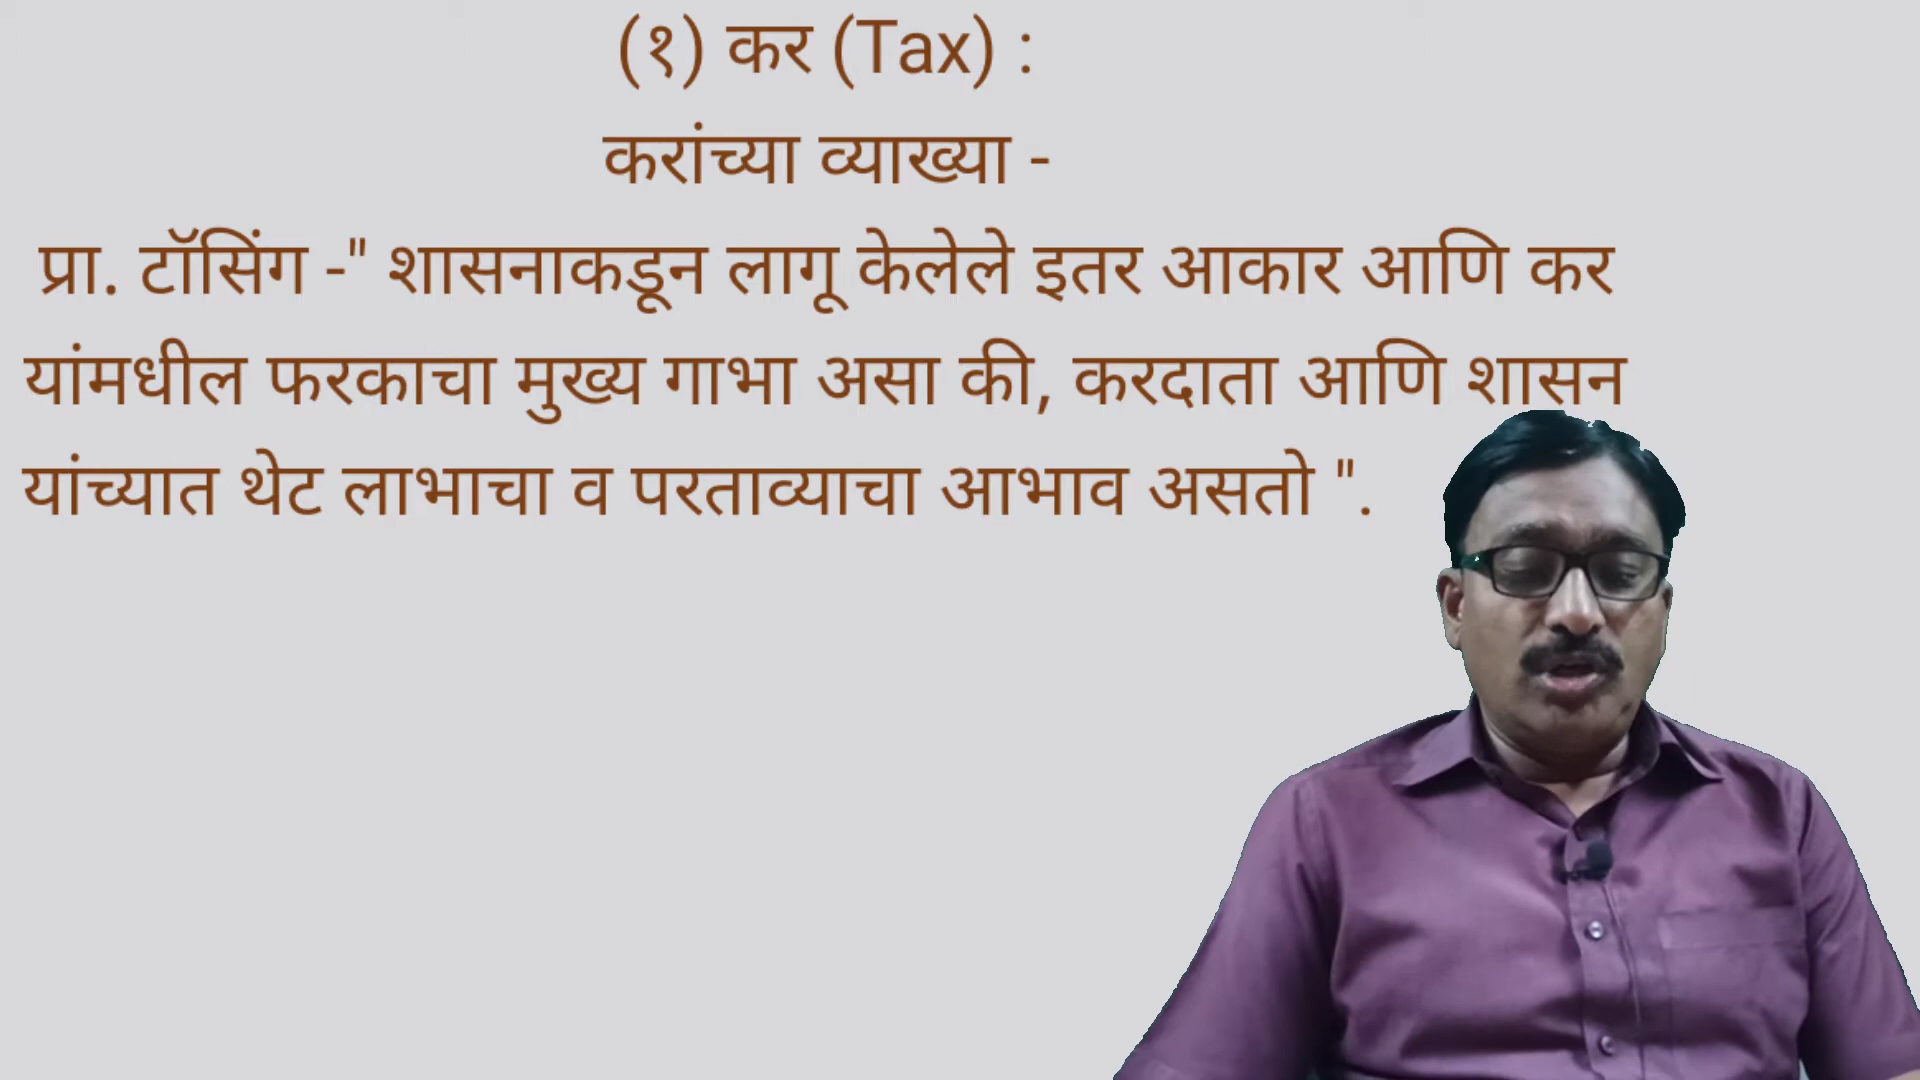 (१) कर (Tax) :
करांच्या व्याख्या -
प्रा. टॉसिंग -" शासनाकडून लागू केलेले इतर आकार आणि कर
यांमधील फरकाचा मुख्य गाभा असा की, करदाता आणि शासन
यांच्यात थेट लाभाचा व परताव्याचा आभाव असतो ".